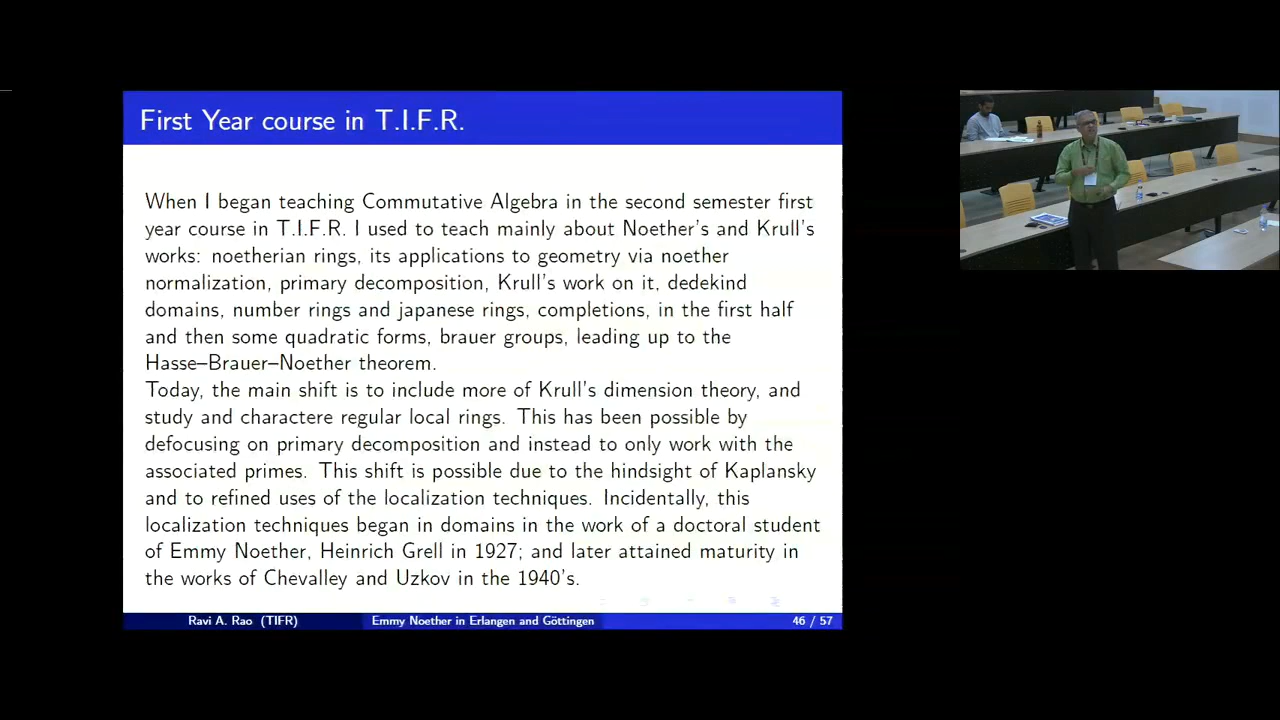 First Year course in T.I.F.R.
When I began teaching Commutative Algebra in the second semester first
year course in T.I.F.R. I used to teach mainly about Noether's and Krull's
works: noetherian rings, its applications to geometry via noether
normalization, primary decomposition, Krull's work on it, dedekind
domains, number rings and japanese rings, completions, in the first half
and then some quadratic forms, brauer groups, leading up to the
Hasse–Brauer–Noether theorem.
Today, the main shift is to include more of Krull's dimension theory, and
study and charactere regular local rings. This has been possible by
defocusing on primary decomposition and instead to only work with the
associated primes. This shift is possible due to the hindsight of Kaplansky
and to refined uses of the localization techniques. Incidentally, this
localization techniques began in domains in the work of a doctoral student
of Emmy Noether, Heinrich Grell in 1927; and later attained maturity in
the works of Chevalley and Uzkov in the 1940's.
Ravi A. Rao (TIFR) Emmy Noether in Erlangen and Göttingen 46 / 57